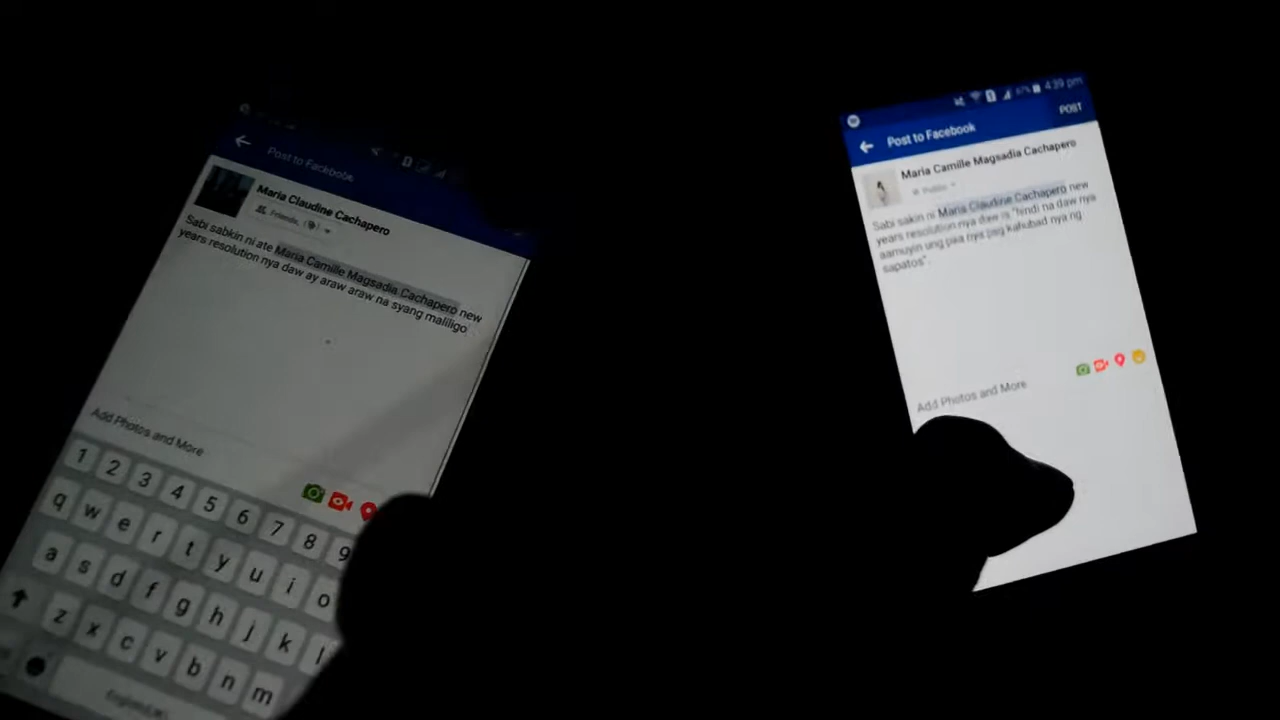 Post to Facebook
Maria Claudine Cachapero
Friends,
Sabi sabkin ni ate Maria Camille Magsadia Cachapero new
years resolution nya daw ay araw araw na syang maliligo
Add Photos and More
1 2 3 4 5 6 7 8 9
q w e r t y u i o
a s d f g h j k l
z x c v b n m
4:39 pm
Post to Facebook
POST
Maria Camille Magsadia Cachapero
Public
Sabi sakin ni Maria Claudine Cachapero new
years resolution nya daw is "hindi na daw nya
aamuyin ung paa nya pag kahubad nya ng
sapatos".
Add Photos and More